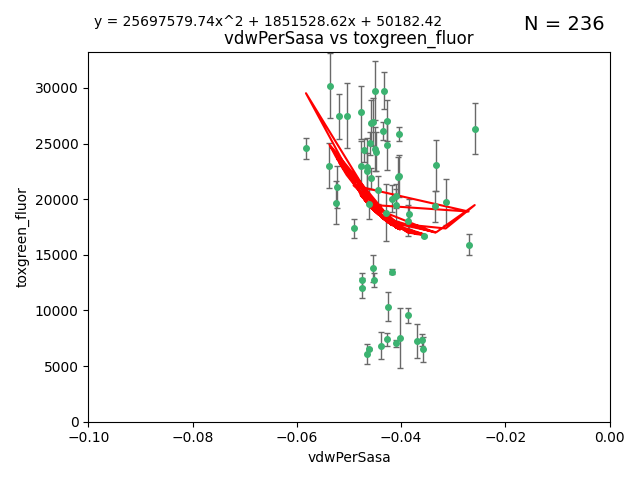 y = 25697579.74x^2 + 1851528.62x + 50182.42
N = 236
vdwPerSasa vs toxgreen_fluor
30000
25000
20000
15000
10000
5000
0
toxgreen_fluor
−0.10
−0.08
−0.06
−0.04
−0.02
0.00
vdwPerSasa